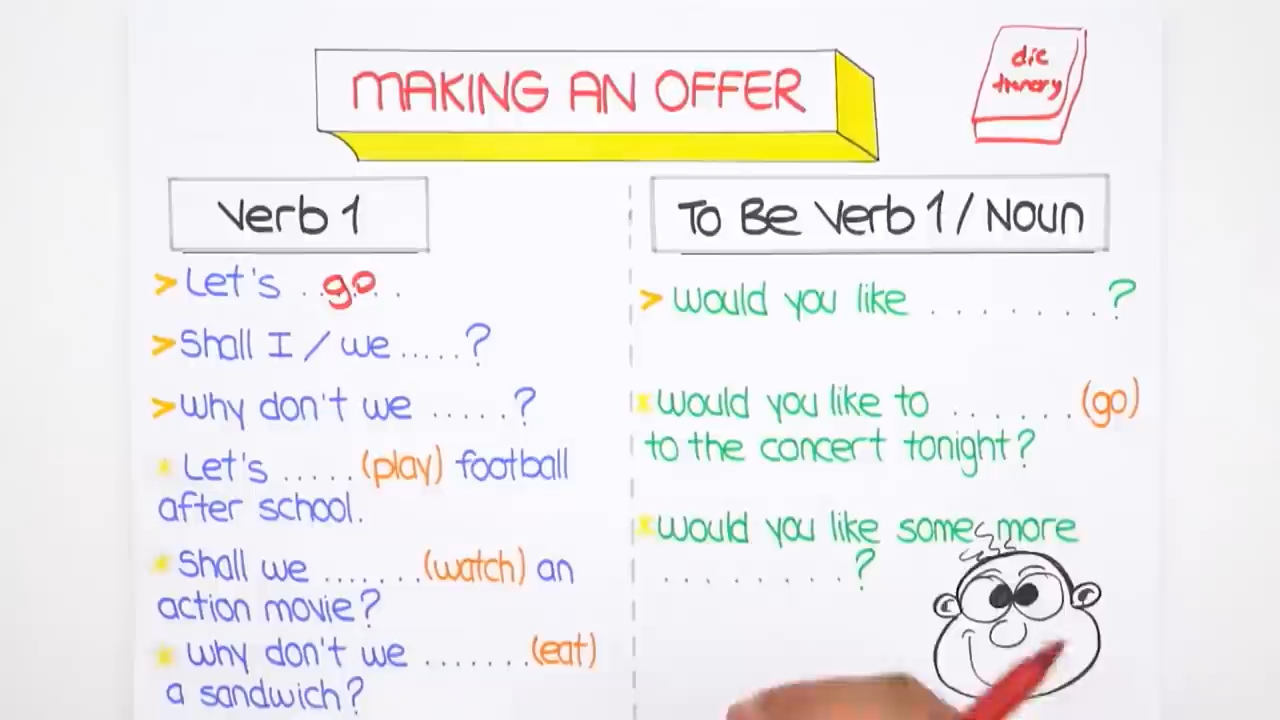 MAKING AN OFFER
dic
tionary
Verb 1
> Let's ..go...
> Shall I / we .....?
> Why don't we .....?
* Let's ..... (play) football
after school.
* Shall we .......(watch) an
action movie?
* Why don't we .......(eat)
a sandwich?
To Be Verb 1 / Noun
> Would you like ........?
* Would you like to ......(go)
to the concert tonight?
* Would you like some more
........?